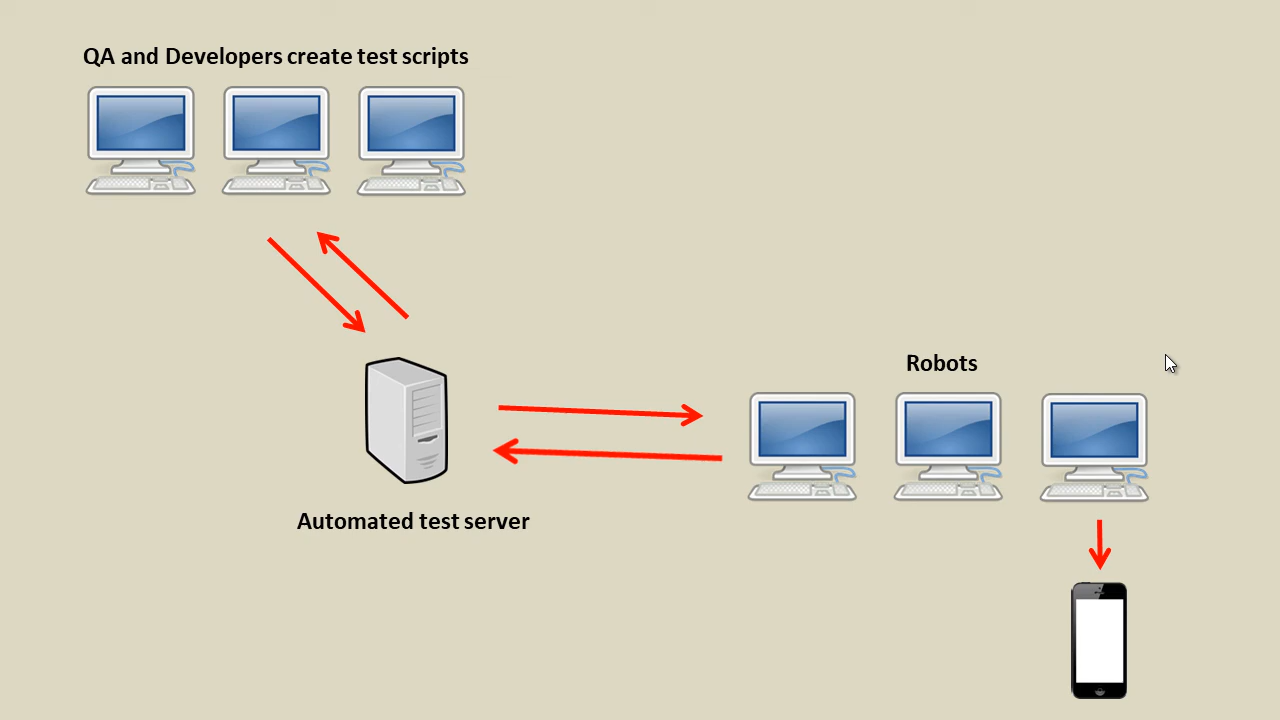 QA and Developers create test scripts
Robots
Automated test server